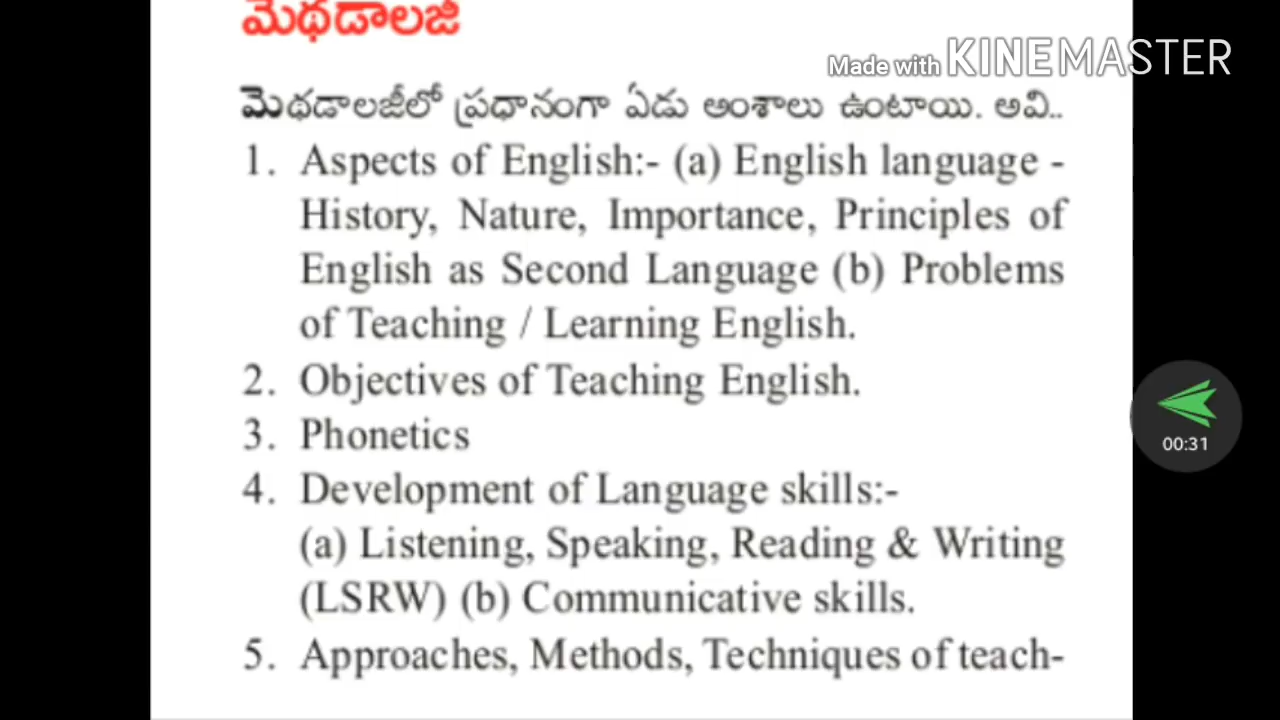 మెథడాలజీ
Made with KINEMASTER
మెథడాలజీలో ప్రధానంగా ఏడు అంశాలు ఉంటాయి. అవి..
1. Aspects of English:- (a) English language -
History, Nature, Importance, Principles of
English as Second Language (b) Problems
of Teaching / Learning English.
2. Objectives of Teaching English.
3. Phonetics
4. Development of Language skills:-
(a) Listening, Speaking, Reading & Writing
(LSRW) (b) Communicative skills.
00:31
5. Approaches, Methods, Techniques of teach-